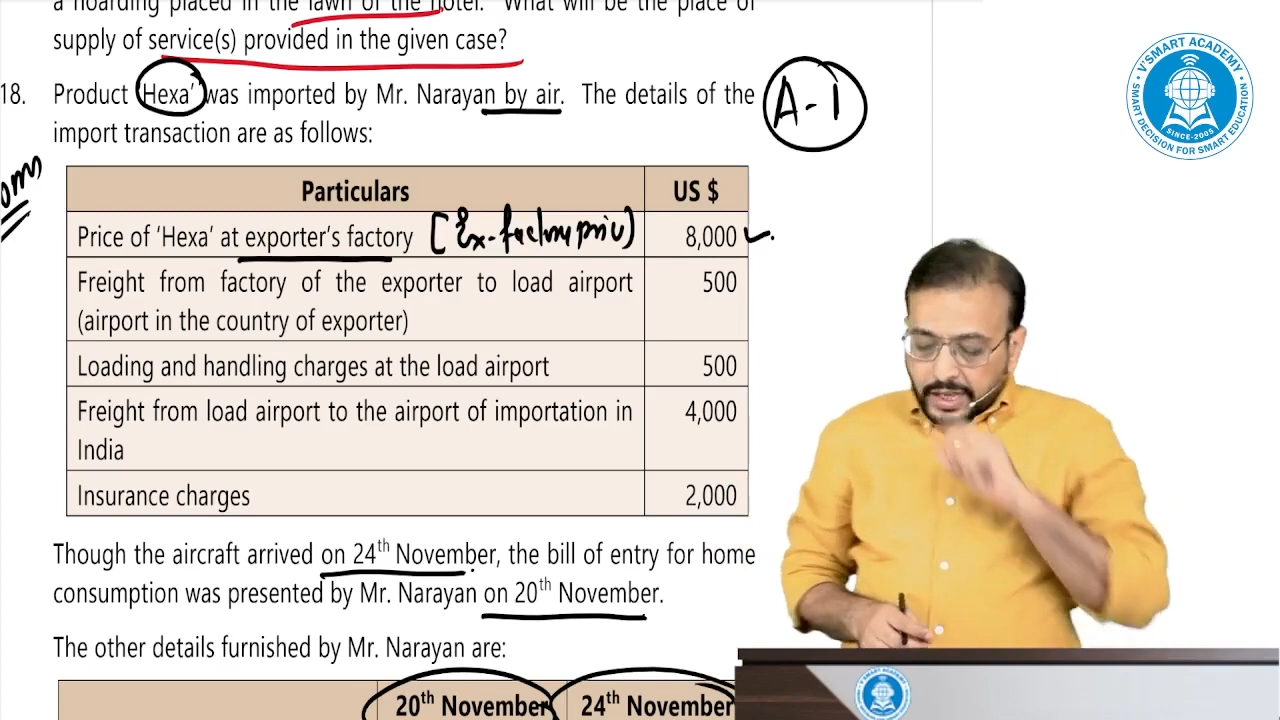 a hoarding placed in the lawn of the hotel. What will be the place of
supply of service(s) provided in the given case?
18. Product 'Hexa' was imported by Mr. Narayan by air. The details of the
import transaction are as follows:
A-1
Particulars US $
Price of 'Hexa' at exporter's factory [Ex-factory price) 8,000
Freight from factory of the exporter to load airport 500
(airport in the country of exporter)
Loading and handling charges at the load airport 500
Freight from load airport to the airport of importation in 4,000
India
Insurance charges 2,000
Though the aircraft arrived on 24th November, the bill of entry for home
consumption was presented by Mr. Narayan on 20th November.
The other details furnished by Mr. Narayan are:
20th November 24th November
V'SMART ACADEMY
SINCE-2005
SMART DECISION FOR SMART EDUCATION